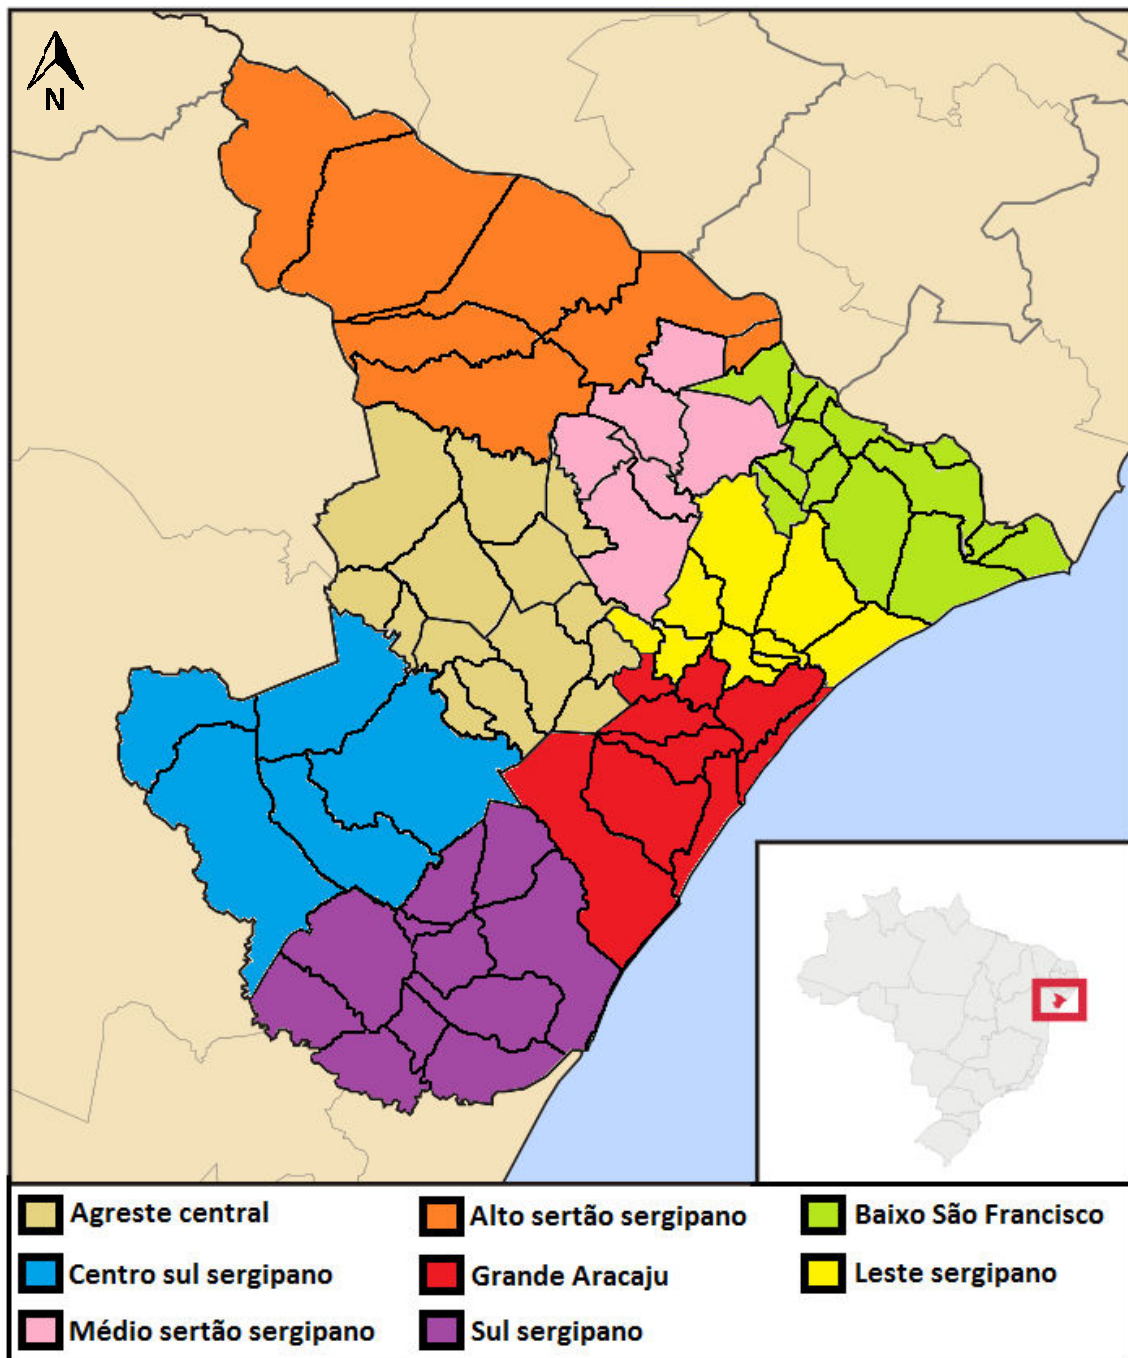 N
Agreste central
Alto sertão sergipano
Baixo São Francisco
Centro sul sergipano
Grande Aracaju
Leste sergipano
Médio sertão sergipano
Sul sergipano